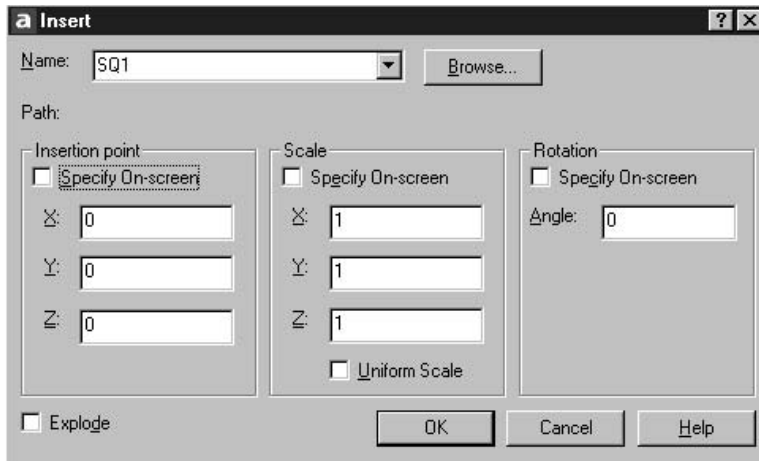 a Insert ? X
Name: SQ1 Browse...
Path:
Insertion point
Specify On-screen
X: 0
Y: 0
Z: 0
Scale
Specify On-screen
X: 1
Y: 1
Z: 1
Uniform Scale
Rotation
Specify On-screen
Angle: 0
Explode
OK Cancel Help